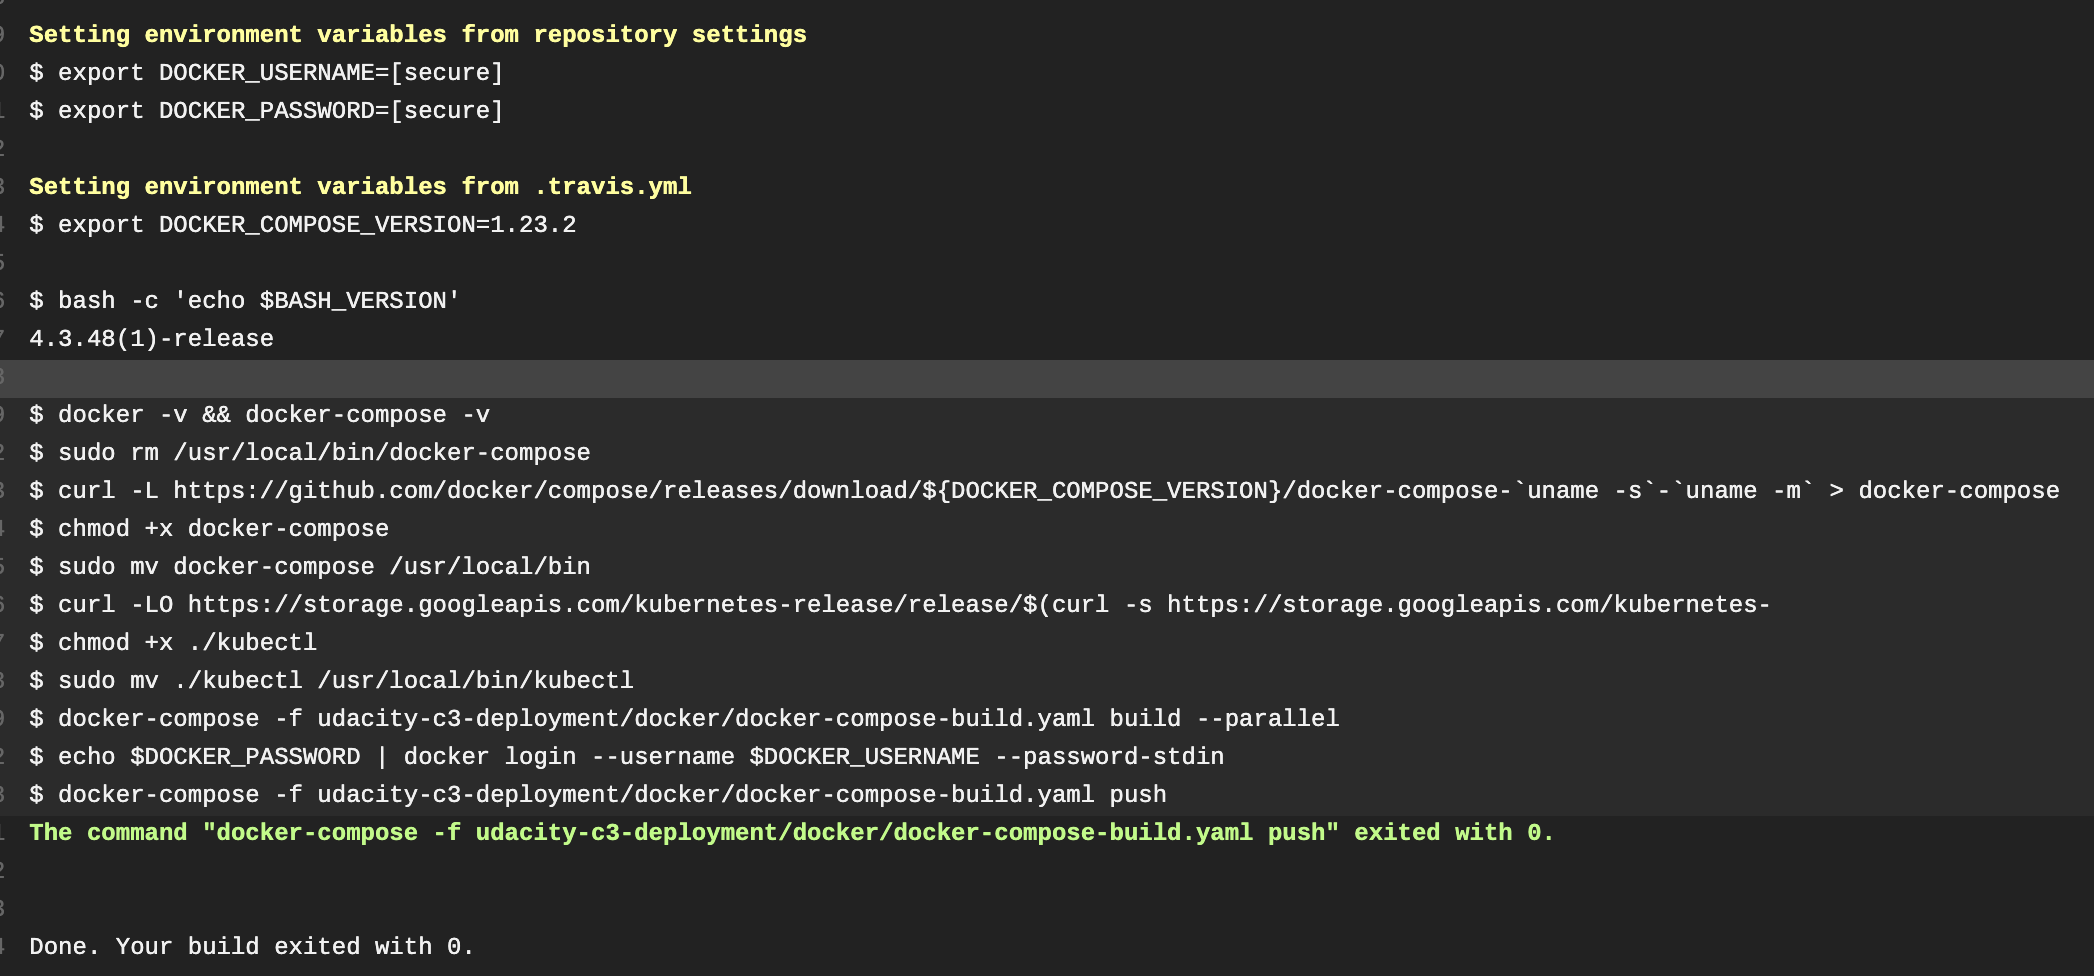 Setting environment variables from repository settings
$ export DOCKER_USERNAME=[secure]
$ export DOCKER_PASSWORD=[secure]
Setting environment variables from .travis.yml
$ export DOCKER_COMPOSE_VERSION=1.23.2
$ bash -c 'echo $BASH_VERSION'
4.3.48(1)-release
$ docker -v && docker-compose -v
$ sudo rm /usr/local/bin/docker-compose
$ curl -L https://github.com/docker/compose/releases/download/${DOCKER_COMPOSE_VERSION}/docker-compose-`uname -s`-`uname -m` > docker-compose
$ chmod +x docker-compose
$ sudo mv docker-compose /usr/local/bin
$ curl -LO https://storage.googleapis.com/kubernetes-release/release/$(curl -s https://storage.googleapis.com/kubernetes-
$ chmod +x ./kubectl
$ sudo mv ./kubectl /usr/local/bin/kubectl
$ docker-compose -f udacity-c3-deployment/docker/docker-compose-build.yaml build --parallel
$ echo $DOCKER_PASSWORD | docker login --username $DOCKER_USERNAME --password-stdin
$ docker-compose -f udacity-c3-deployment/docker/docker-compose-build.yaml push
The command "docker-compose -f udacity-c3-deployment/docker/docker-compose-build.yaml push" exited with 0.
Done. Your build exited with 0.